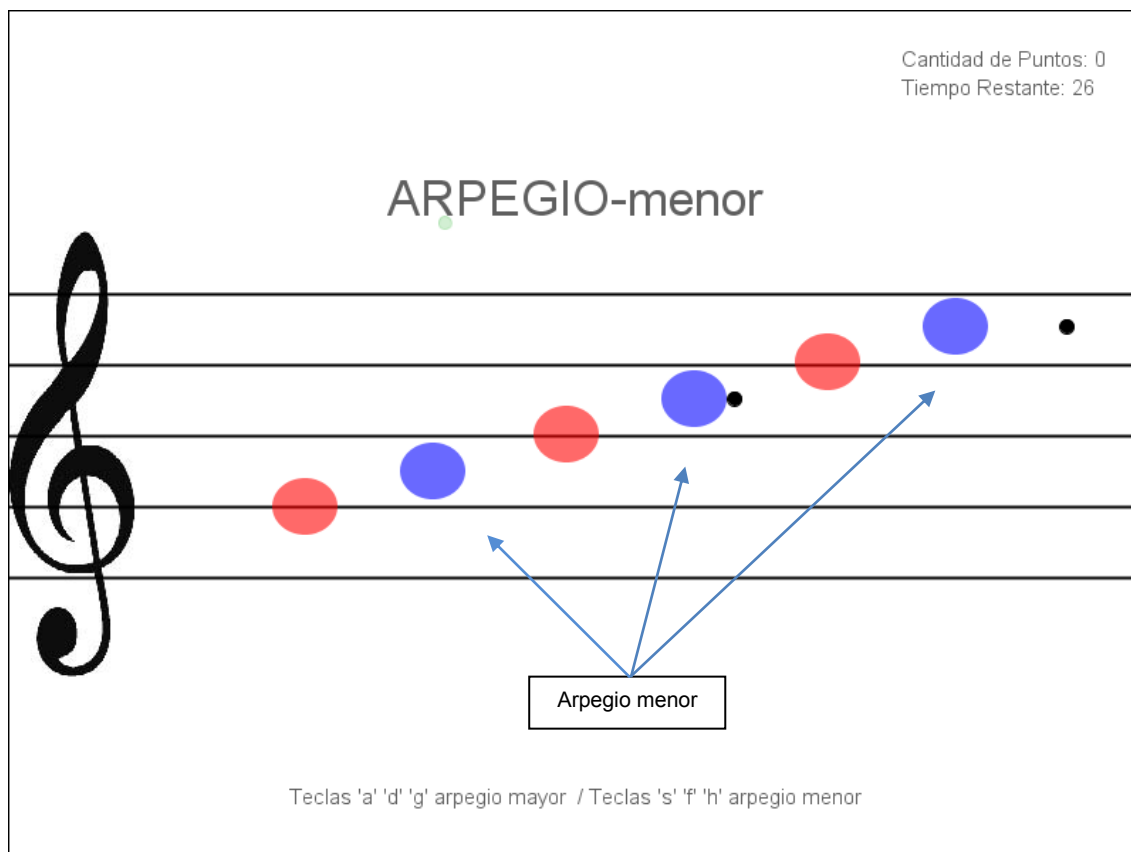 Cantidad de Puntos: 0
Tiempo Restante: 26
ARPEGIO-menor
Arpegio menor
Teclas 'a' 'd' 'g' arpegio mayor / Teclas 's' 'f' 'h' arpegio menor